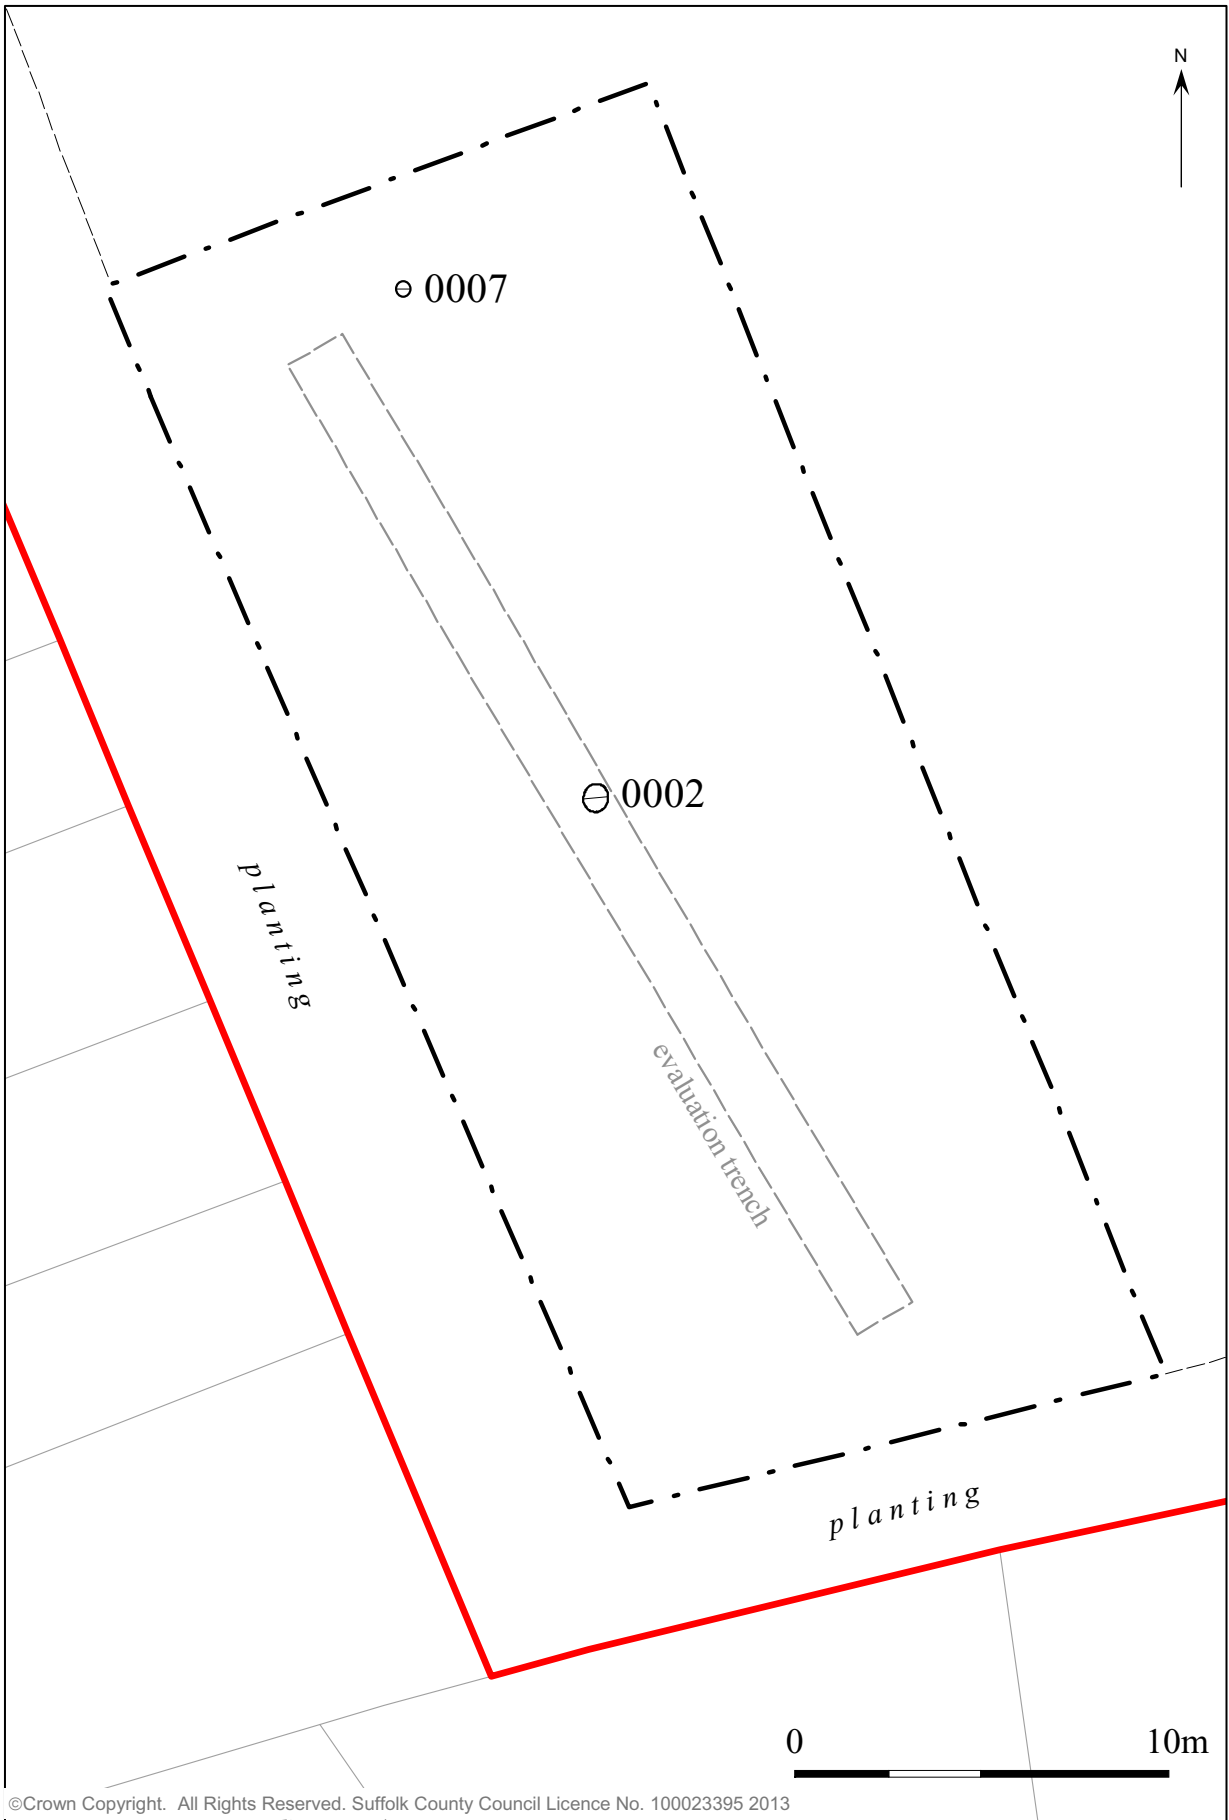 N
0007
0002
planting
evaluation trench
planting
0 10m
©Crown Copyright. All Rights Reserved. Suffolk County Council Licence No. 100023395 2013